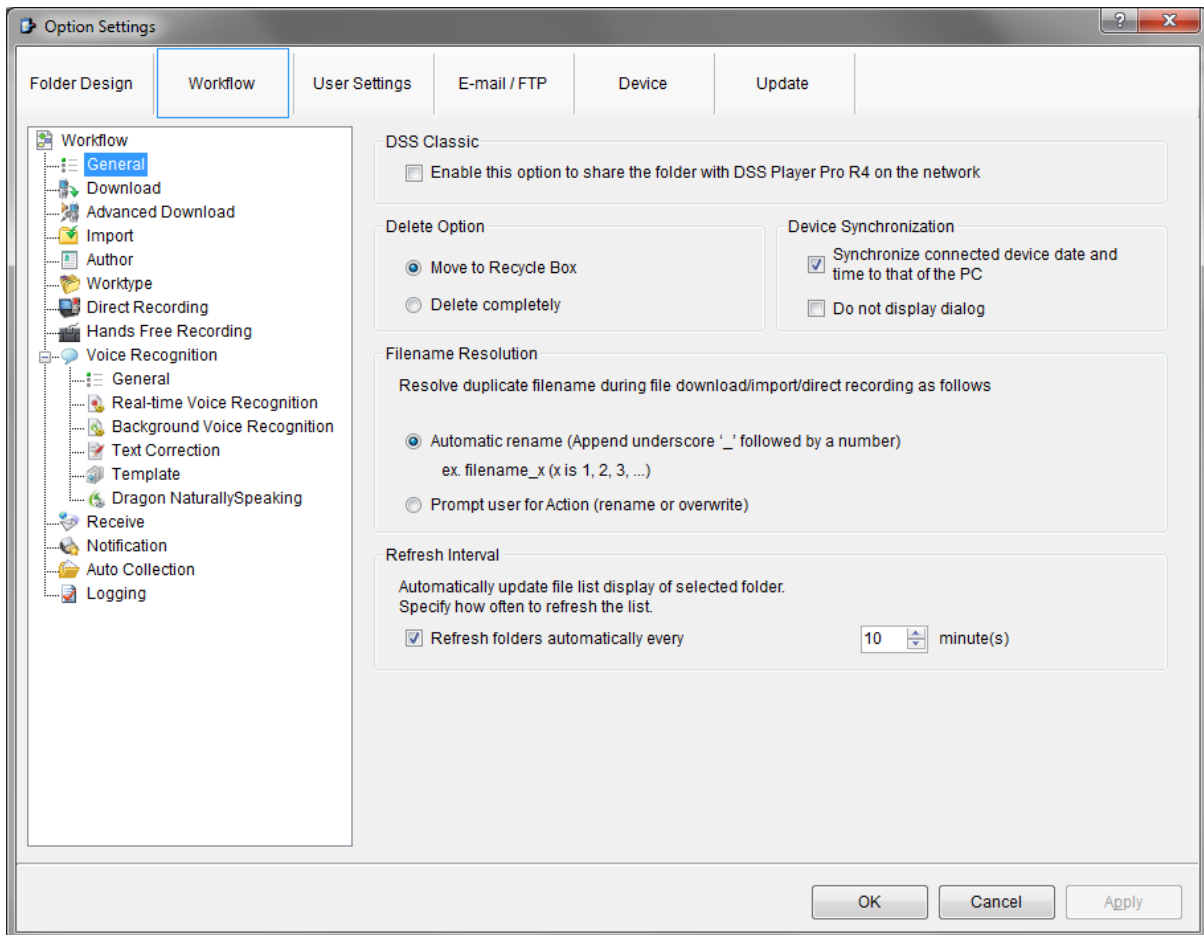 Option Settings
Folder Design
Workflow
User Settings
E-mail / FTP
Device
Update
Workflow
General
Download
Advanced Download
Import
Author
Worktype
Direct Recording
Hands Free Recording
Voice Recognition
General
Real-time Voice Recognition
Background Voice Recognition
Text Correction
Template
Dragon NaturallySpeaking
Receive
Notification
Auto Collection
Logging
DSS Classic
Enable this option to share the folder with DSS Player Pro R4 on the network
Delete Option
Move to Recycle Box
Delete completely
Device Synchronization
Synchronize connected device date and
time to that of the PC
Do not display dialog
Filename Resolution
Resolve duplicate filename during file download/import/direct recording as follows
Automatic rename (Append underscore ‘_’ followed by a number)
ex. filename_x (x is 1, 2, 3, ...)
Prompt user for Action (rename or overwrite)
Refresh Interval
Automatically update file list display of selected folder.
Specify how often to refresh the list.
Refresh folders automatically every 10 minute(s)
OK
Cancel
Apply